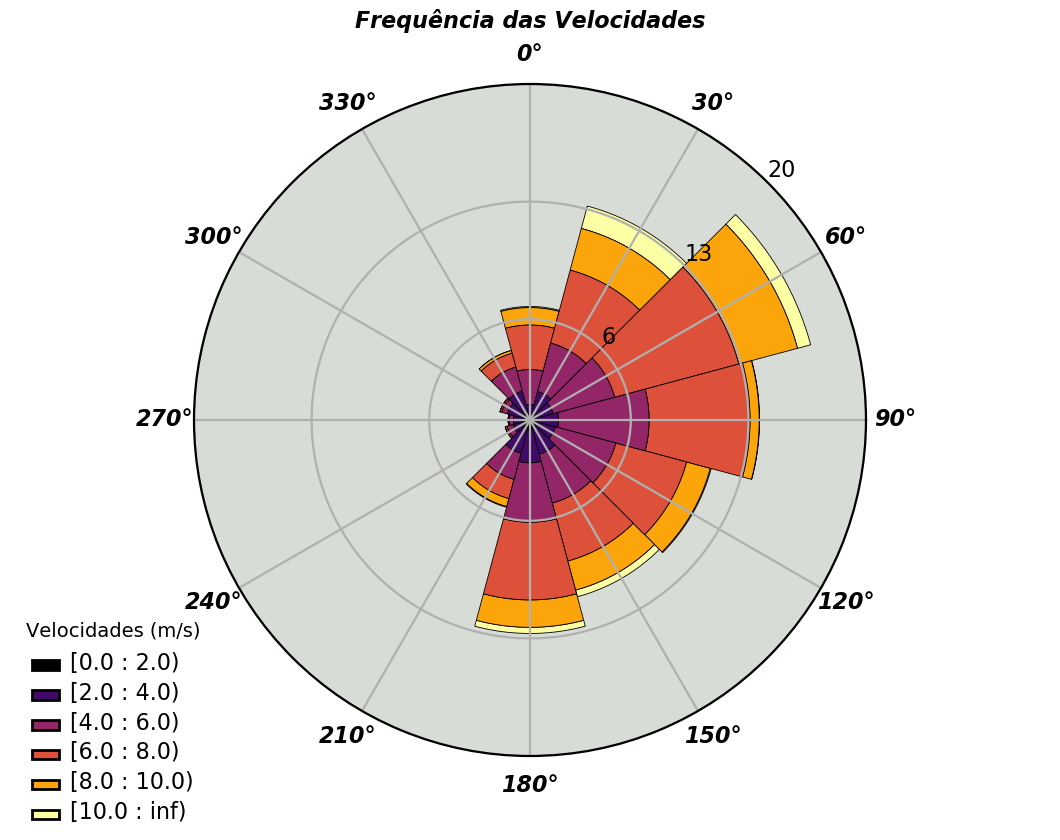 Frequência das Velocidades
0°
330°
30°
20
300°
60°
13
6
270°
90°
240°
120°
210°
150°
180°
Velocidades (m/s)
[0.0 : 2.0)
[2.0 : 4.0)
[4.0 : 6.0)
[6.0 : 8.0)
[8.0 : 10.0)
[10.0 : inf)